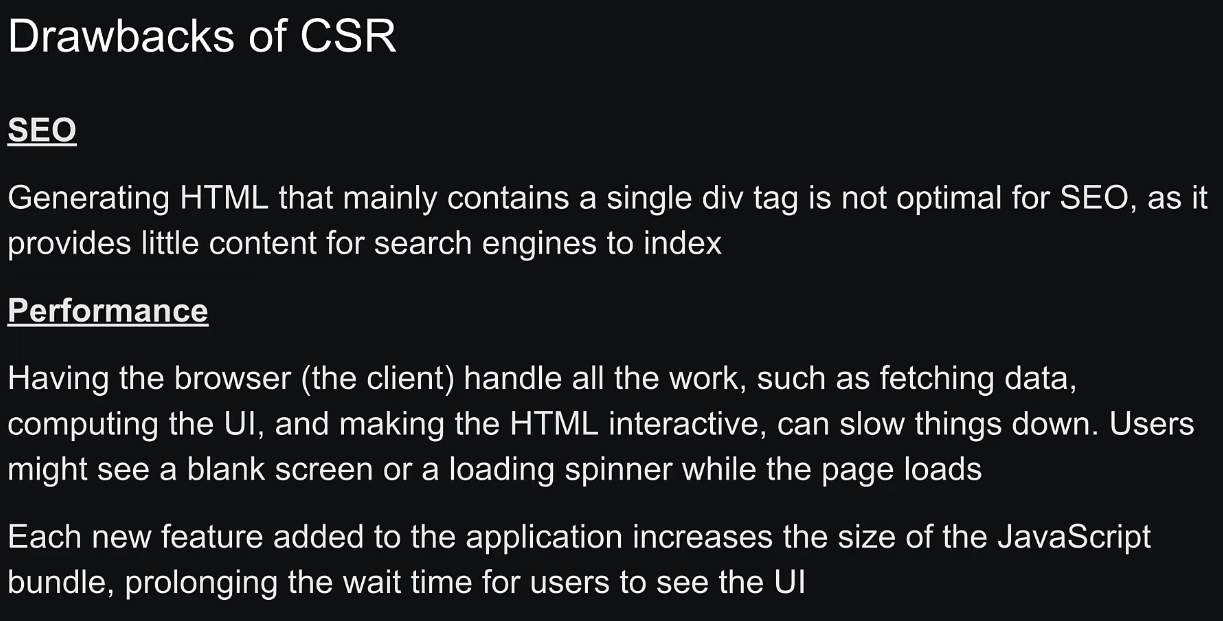 Drawbacks of CSR
SEO
Generating HTML that mainly contains a single div tag is not optimal for SEO, as it
provides little content for search engines to index
Performance
Having the browser (the client) handle all the work, such as fetching data,
computing the UI, and making the HTML interactive, can slow things down. Users
might see a blank screen or a loading spinner while the page loads
Each new feature added to the application increases the size of the JavaScript
bundle, prolonging the wait time for users to see the UI